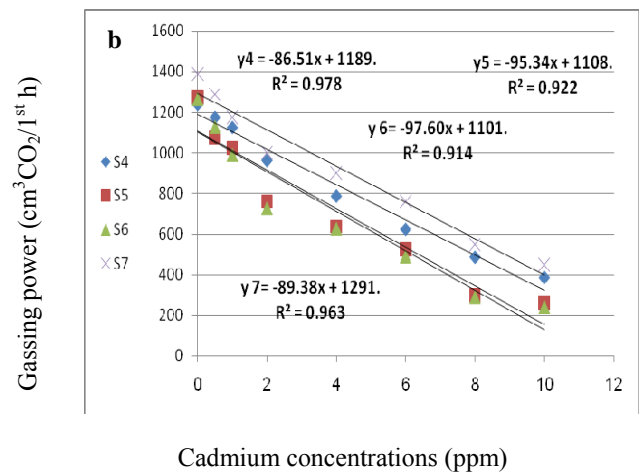 b
y4 = -86.51x + 1189.
R² = 0.978
y5 = -95.34x + 1108.
R² = 0.922
y 6= -97.60x + 1101.
R² = 0.914
y 7= -89.38x + 1291.
R² = 0.963
1600
1400
1200
1000
800
600
400
200
0
0 2 4 6 8 10 12
S4
S5
S6
S7
Gassing power (cm³CO₂/1ˢᵗ h)
Cadmium concentrations (ppm)